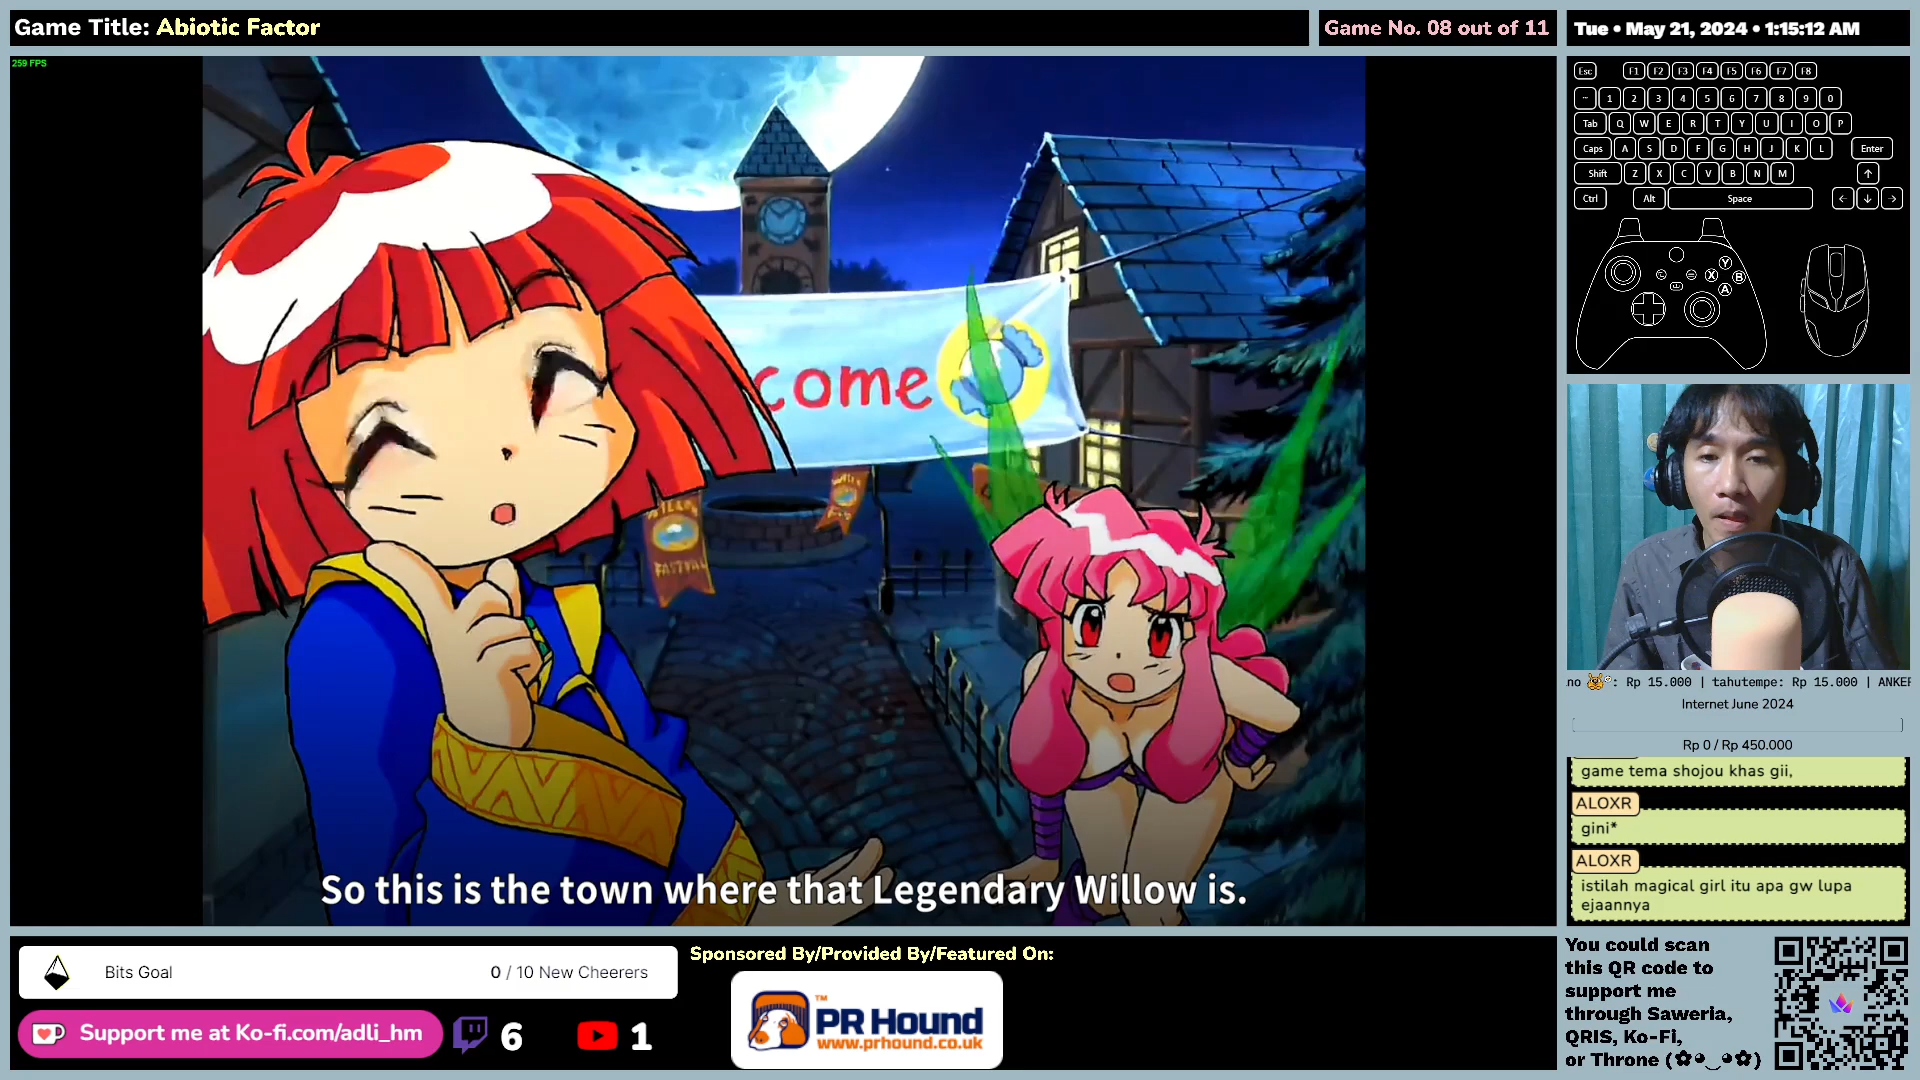 Game Title: Abiotic Factor
Game No. 08 out of 11
Tue • May 21, 2024 • 1:15:12 AM
259 FPS
Esc F1 F2 F3 F4 F5 F6 F7 F8
~ 1 2 3 4 5 6 7 8 9 0
Tab Q W E R T Y U I O P
Caps A S D F G H J K L Enter
Shift Z X C V B N M ↑
Ctrl Alt Space ← ↓ →
Y
X B
A
come
FASTVAL
So this is the town where that Legendary Willow is.
no : Rp 15.000 | tahutempe: Rp 15.000 | ANKER
Internet June 2024
Rp 0 / Rp 450.000
game tema shojou khas gii,
ALOXR
gini*
ALOXR
istilah magical girl itu apa gw lupa
ejaannya
Bits Goal 0 / 10 New Cheerers
Support me at Ko-fi.com/adli_hm
6
1
Sponsored By/Provided By/Featured On:
PR Hound ™
www.prhound.co.uk
You could scan
this QR code to
support me
through Saweria,
QRIS, Ko-Fi,
or Throne (✿◕‿◕✿)